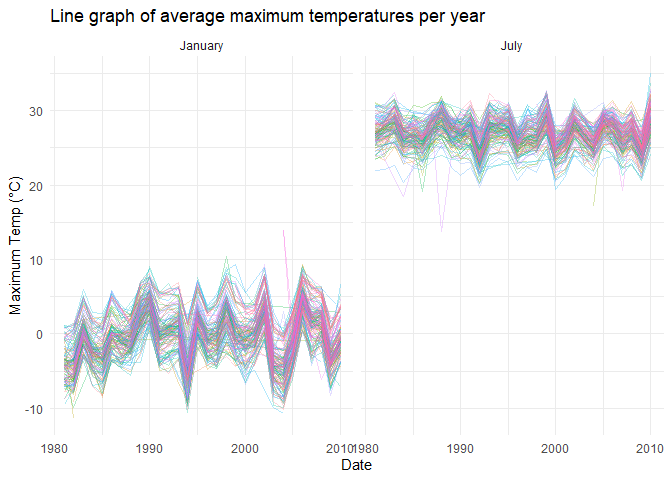 Line graph of average maximum temperatures per year
January
July
Maximum Temp (°C)
30
20
10
0
-10
1980
1990
2000
2010
1980
1990
2000
2010
Date